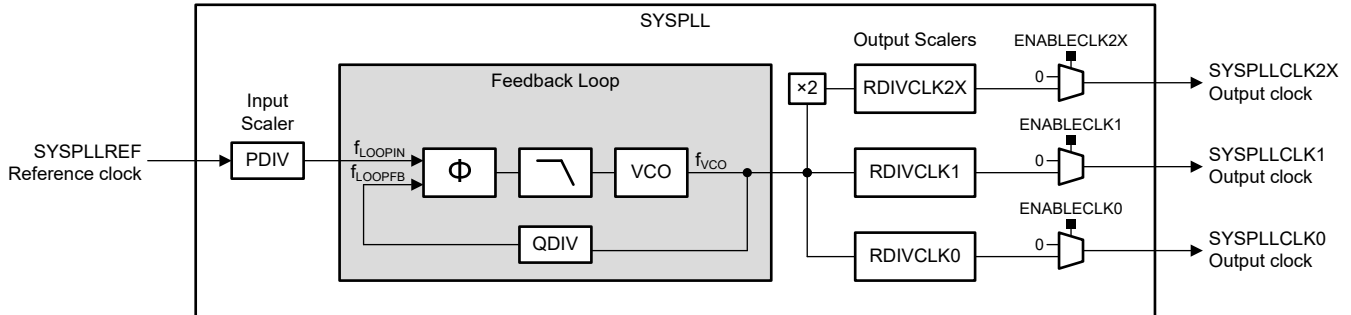 SYSPLL
Output Scalers
ENABLECLK2X
Feedback Loop
×2
RDIVCLK2X
0
SYSPLLCLK2X
Output clock
Input
Scaler
ENABLECLK1
SYSPLLREF
Reference clock
PDIV
fLOOPIN
fLOOPFB
Φ
VCO
fVCO
RDIVCLK1
0
SYSPLLCLK1
Output clock
ENABLECLK0
QDIV
RDIVCLK0
0
SYSPLLCLK0
Output clock